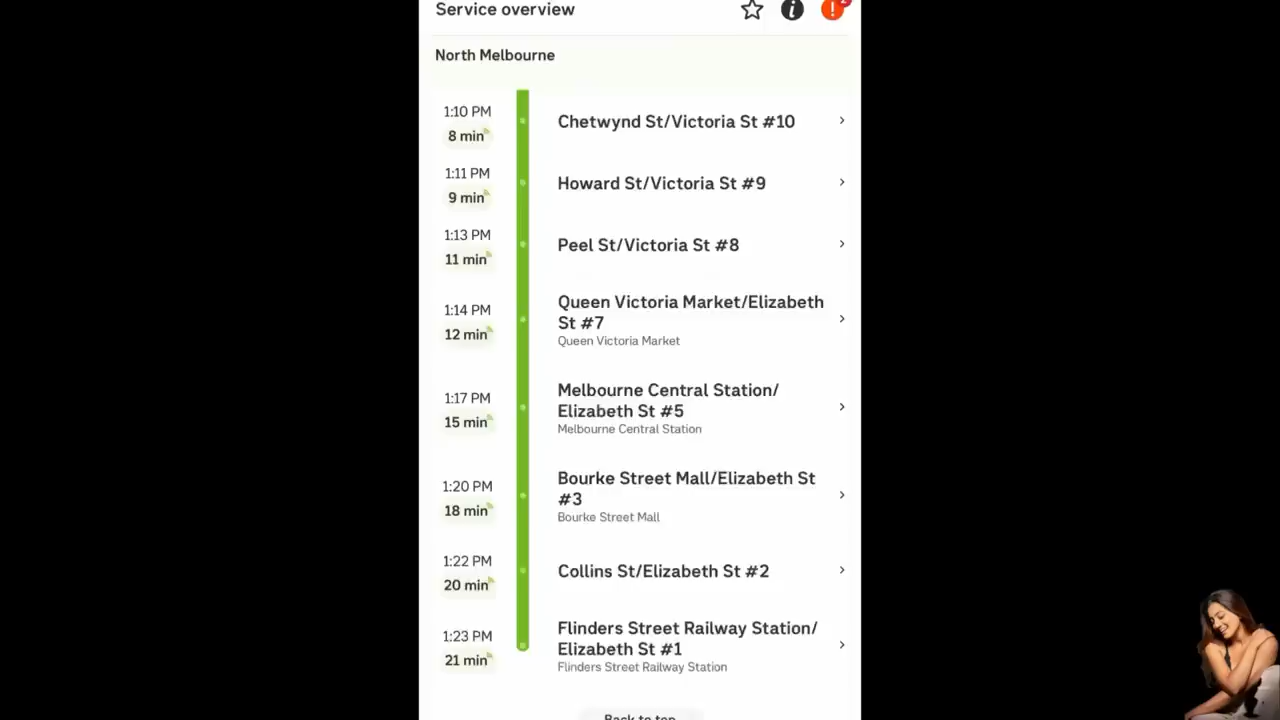 Service overview
i
!
North Melbourne
1:10 PM
8 min
Chetwynd St/Victoria St #10
1:11 PM
9 min
Howard St/Victoria St #9
1:13 PM
11 min
Peel St/Victoria St #8
1:14 PM
12 min
Queen Victoria Market/Elizabeth
St #7
Queen Victoria Market
1:17 PM
15 min
Melbourne Central Station/
Elizabeth St #5
Melbourne Central Station
1:20 PM
18 min
Bourke Street Mall/Elizabeth St
#3
Bourke Street Mall
1:22 PM
20 min
Collins St/Elizabeth St #2
1:23 PM
21 min
Flinders Street Railway Station/
Elizabeth St #1
Flinders Street Railway Station
Back to top